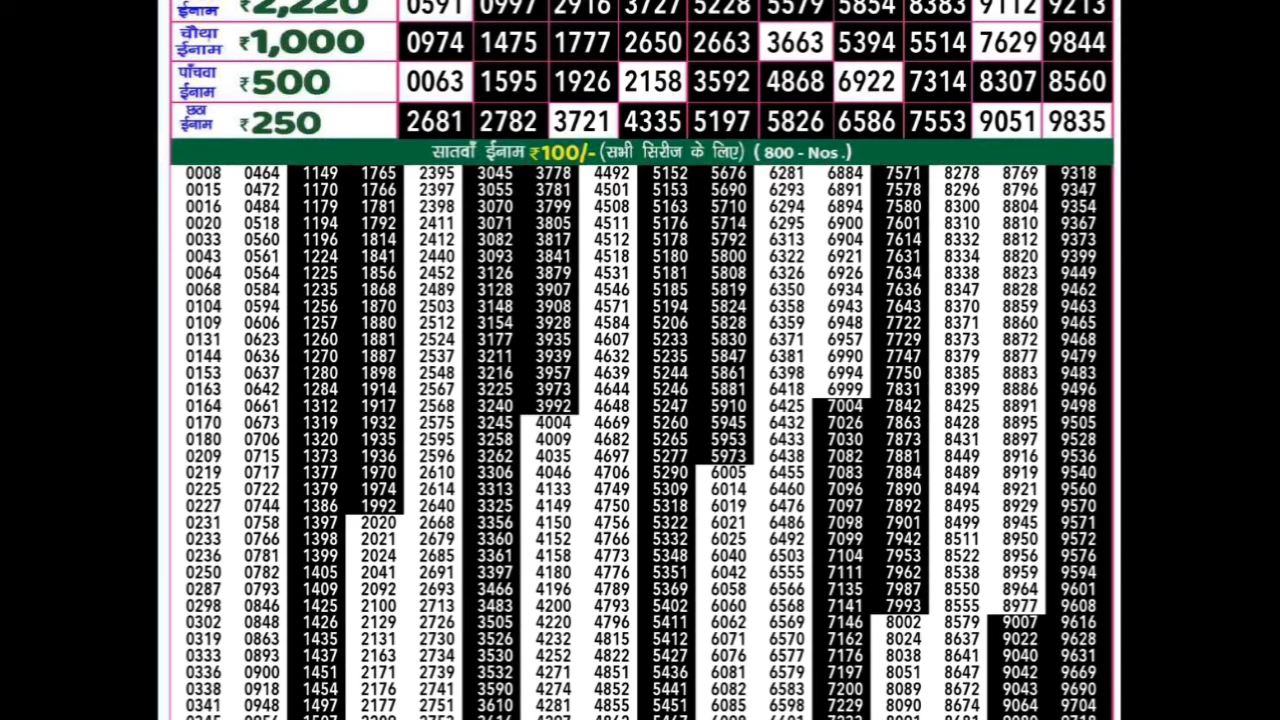 ईनाम ₹2,220 0591 0997 2916 3727 5228 5579 5854 8383 9112 9213
चौथा ईनाम ₹1,000 0974 1475 1777 2650 2663 3663 5394 5514 7629 9844
पाँचवा ईनाम ₹500 0063 1595 1926 2158 3592 4868 6922 7314 8307 8560
छठा ईनाम ₹250 2681 2782 3721 4335 5197 5826 6586 7553 9051 9835
सातवाँ ईनाम ₹100/- (सभी सिरीज के लिए) ( 800 - Nos. )
0008 0464 1149 1765 2395 3045 3778 4492 5152 5676 6281 6884 7571 8278 8769 9318
0015 0472 1170 1766 2397 3055 3781 4501 5153 5690 6293 6891 7578 8296 8796 9347
0016 0484 1179 1781 2398 3070 3799 4508 5163 5710 6294 6894 7580 8300 8804 9354
0020 0518 1194 1792 2411 3071 3805 4511 5176 5714 6295 6900 7601 8310 8810 9367
0033 0560 1196 1814 2412 3082 3817 4512 5178 5792 6313 6904 7614 8332 8812 9373
0043 0561 1224 1841 2440 3093 3841 4518 5180 5800 6322 6921 7631 8334 8820 9399
0064 0564 1225 1856 2452 3126 3879 4531 5181 5808 6326 6926 7634 8338 8823 9449
0068 0584 1235 1868 2489 3128 3907 4546 5185 5819 6350 6934 7636 8347 8828 9462
0104 0594 1256 1870 2503 3148 3908 4571 5194 5824 6358 6943 7643 8370 8859 9463
0109 0606 1257 1880 2512 3154 3928 4584 5206 5828 6359 6948 7722 8371 8860 9465
0131 0623 1260 1881 2524 3177 3935 4607 5233 5830 6371 6957 7729 8373 8872 9468
0144 0636 1270 1887 2537 3211 3939 4632 5235 5847 6381 6990 7747 8379 8877 9479
0153 0637 1280 1898 2548 3216 3957 4639 5244 5861 6398 6994 7750 8385 8883 9483
0163 0642 1284 1914 2567 3225 3973 4644 5246 5881 6418 6999 7831 8399 8886 9496
0164 0661 1312 1917 2568 3240 3992 4648 5247 5910 6425 7004 7842 8425 8891 9498
0170 0673 1319 1932 2575 3245 4004 4669 5260 5945 6432 7026 7863 8428 8895 9505
0180 0706 1320 1935 2595 3258 4009 4682 5265 5953 6433 7030 7873 8431 8897 9528
0209 0715 1373 1936 2596 3262 4035 4697 5277 5973 6438 7082 7881 8449 8916 9536
0219 0717 1377 1970 2610 3306 4046 4706 5290 6005 6455 7083 7884 8489 8919 9540
0225 0722 1379 1974 2614 3313 4133 4749 5309 6014 6460 7096 7890 8494 8921 9560
0227 0744 1386 1992 2640 3325 4149 4750 5318 6019 6476 7097 7892 8495 8929 9570
0231 0758 1397 2020 2668 3356 4150 4756 5322 6021 6486 7098 7901 8499 8945 9571
0233 0766 1398 2021 2679 3360 4152 4766 5332 6025 6492 7099 7942 8511 8950 9572
0236 0781 1399 2024 2685 3361 4158 4773 5348 6040 6503 7104 7953 8522 8956 9576
0250 0782 1405 2041 2691 3397 4180 4776 5351 6042 6555 7111 7962 8538 8959 9594
0287 0793 1409 2092 2693 3466 4196 4789 5369 6058 6566 7135 7987 8550 8964 9601
0298 0846 1425 2100 2713 3483 4200 4793 5402 6060 6568 7141 7993 8555 8977 9608
0302 0848 1426 2129 2726 3505 4220 4796 5411 6062 6569 7146 8002 8579 9007 9616
0319 0863 1435 2131 2730 3526 4232 4815 5412 6071 6570 7162 8024 8637 9022 9628
0333 0893 1437 2163 2734 3530 4252 4822 5427 6076 6577 7176 8038 8641 9040 9631
0336 0900 1451 2171 2739 3532 4271 4851 5436 6081 6579 7197 8051 8647 9042 9669
0338 0918 1454 2176 2741 3590 4274 4852 5441 6082 6583 7200 8089 8672 9043 9690
0341 0948 1497 2177 2751 3610 4281 4855 5451 6085 6598 7229 8090 8674 9064 9704